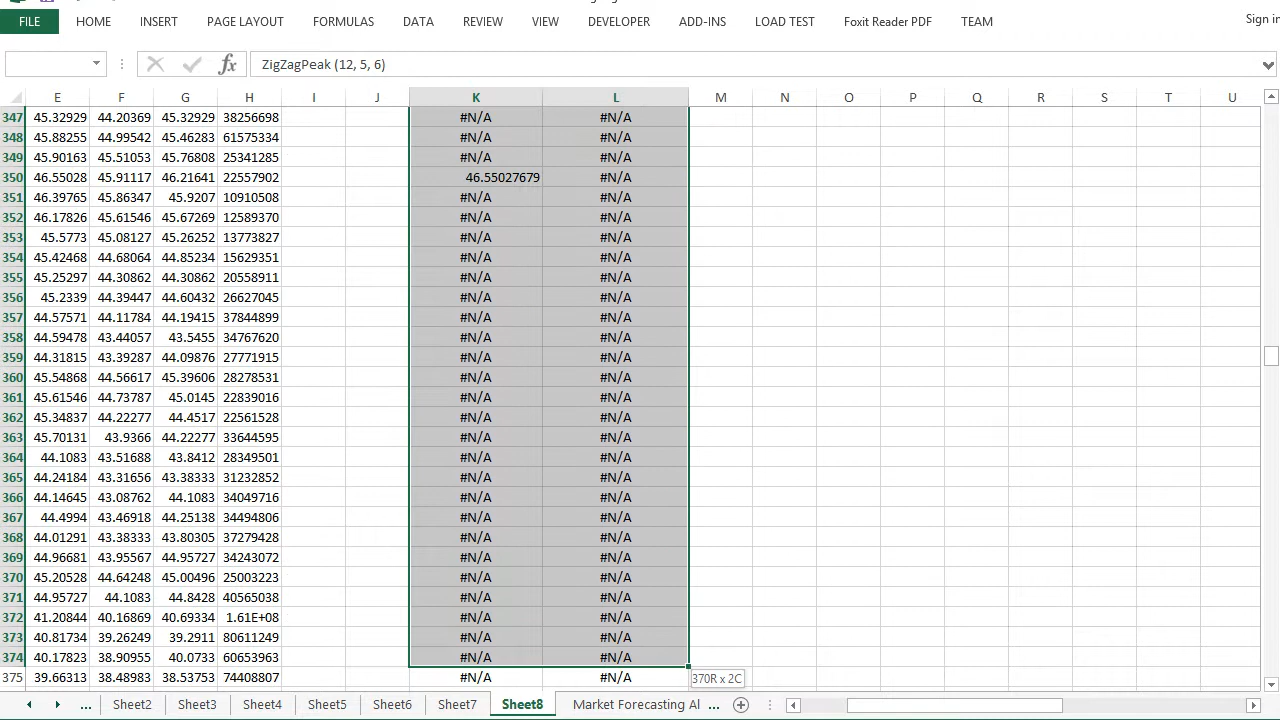 FILE HOME INSERT PAGE LAYOUT FORMULAS DATA REVIEW VIEW DEVELOPER LOAD TEST Foxit Reader PDF TEAM Sign in
fx ZigZagPeak (12, 5, 6)
E F G H I J K L N O P Q R S T U
347 45.32929 44.20369 45.32929 38256698 #N/A #N/A
348 45.88255 44.99542 45.46283 61575334 #N/A #N/A
349 45.90163 45.51053 45.76808 25341285 #N/A #N/A
350 46.55028 45.91117 46.21641 22557902 46.55027679 #N/A
351 46.39765 45.86347 45.9207 10910508 #N/A #N/A
352 46.17826 45.61546 45.67269 12589370 #N/A #N/A
353 45.5773 45.08127 45.26252 13773827 #N/A #N/A
354 45.42468 44.68064 44.85234 15629351 #N/A #N/A
355 45.25297 44.30862 44.30862 20558911 #N/A #N/A
356 45.2339 44.39447 44.60432 26627045 #N/A #N/A
357 44.57571 44.11784 44.19415 37844899 #N/A #N/A
358 44.59478 43.44057 43.5455 34767620 #N/A #N/A
359 44.31815 43.39287 44.09876 27771915 #N/A #N/A
360 45.54868 44.56617 45.39606 28278531 #N/A #N/A
361 45.61546 44.73787 45.0145 22839016 #N/A #N/A
362 45.34837 44.22277 44.4517 22561528 #N/A #N/A
363 45.70131 43.9366 44.22277 33644595 #N/A #N/A
364 44.1083 43.51688 43.8412 28349501 #N/A #N/A
365 44.24184 43.31656 43.38333 31232852 #N/A #N/A
366 44.14645 43.08762 44.1083 34049716 #N/A #N/A
367 44.4994 43.46918 44.25138 34494806 #N/A #N/A
368 44.01291 43.38333 43.80305 37279428 #N/A #N/A
369 44.96681 43.95567 44.95727 34243072 #N/A #N/A
370 45.20528 44.64248 45.00496 25003223 #N/A #N/A
371 44.95727 44.1083 44.8428 40565038 #N/A #N/A
372 41.20844 40.16869 40.69334 1.61E+08 #N/A #N/A
373 40.81734 39.26249 39.2911 80611249 #N/A #N/A
374 40.17823 38.90955 40.0733 60653963 #N/A #N/A
375 39.66313 38.48983 38.53753 74408807 #N/A #N/A
370R x 2C
... Sheet2 Sheet3 Sheet4 Sheet5 Sheet6 Sheet7 Sheet8 Market Forecasting AI ...